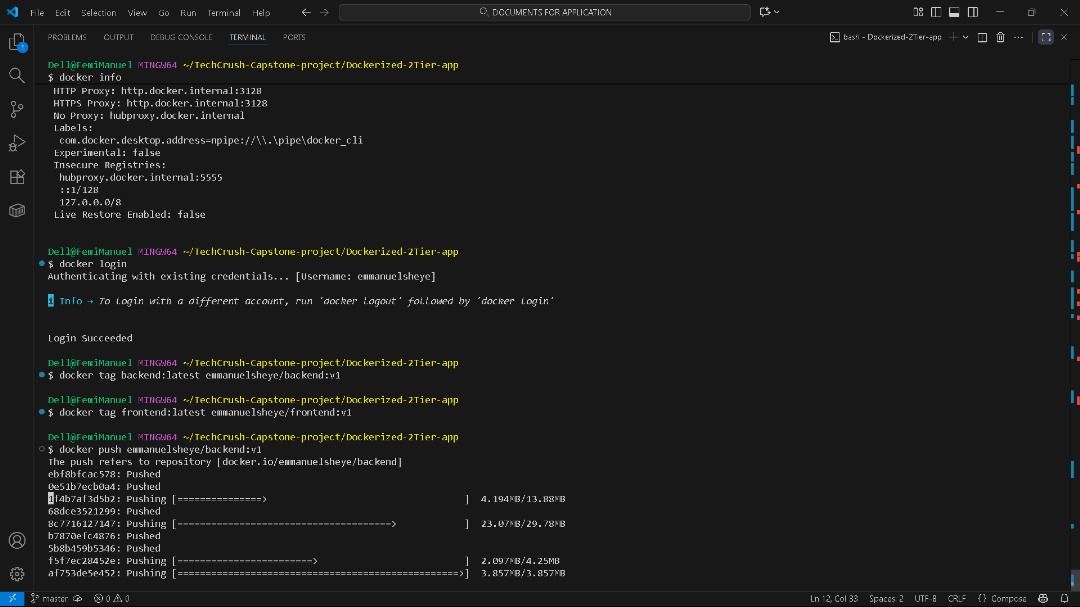 File Edit Selection View Go Run Terminal Help
DOCUMENTS FOR APPLICATION
PROBLEMS OUTPUT DEBUG CONSOLE TERMINAL PORTS
bash - Dockerized-2Tier-app
1
Dell@FemiManuel MINGW64 ~/TechCrush-Capstone-project/Dockerized-2Tier-app
$ docker info
HTTP Proxy: http.docker.internal:3128
HTTPS Proxy: http.docker.internal:3128
No Proxy: hubproxy.docker.internal
Labels:
com.docker.desktop.address=npipe://\\.\pipe\docker_cli
Experimental: false
Insecure Registries:
hubproxy.docker.internal:5555
::1/128
127.0.0.0/8
Live Restore Enabled: false
Dell@FemiManuel MINGW64 ~/TechCrush-Capstone-project/Dockerized-2Tier-app
$ docker login
Authenticating with existing credentials... [Username: emmanuelsheye]
i Info → To login with a different account, run 'docker logout' followed by 'docker login'
Login Succeeded
Dell@FemiManuel MINGW64 ~/TechCrush-Capstone-project/Dockerized-2Tier-app
$ docker tag backend:latest emmanuelsheye/backend:v1
Dell@FemiManuel MINGW64 ~/TechCrush-Capstone-project/Dockerized-2Tier-app
$ docker tag frontend:latest emmanuelsheye/frontend:v1
Dell@FemiManuel MINGW64 ~/TechCrush-Capstone-project/Dockerized-2Tier-app
$ docker push emmanuelsheye/backend:v1
The push refers to repository [docker.io/emmanuelsheye/backend]
ebf8bfcac578: Pushed
0e51b7ecb0a4: Pushed
1f4b7af3d5b2: Pushing [===============> ] 4.194MB/13.88MB
68dce3521299: Pushed
8c7716127147: Pushing [======================================> ] 23.07MB/29.78MB
b7870efc4876: Pushed
5b8b459b5346: Pushed
f5f7ec28452e: Pushing [========================> ] 2.097MB/4.25MB
af753de5e452: Pushing [==================================================>] 3.857MB/3.857MB
master 0 0 Ln 12, Col 33 Spaces: 2 UTF-8 CRLF {} Compose